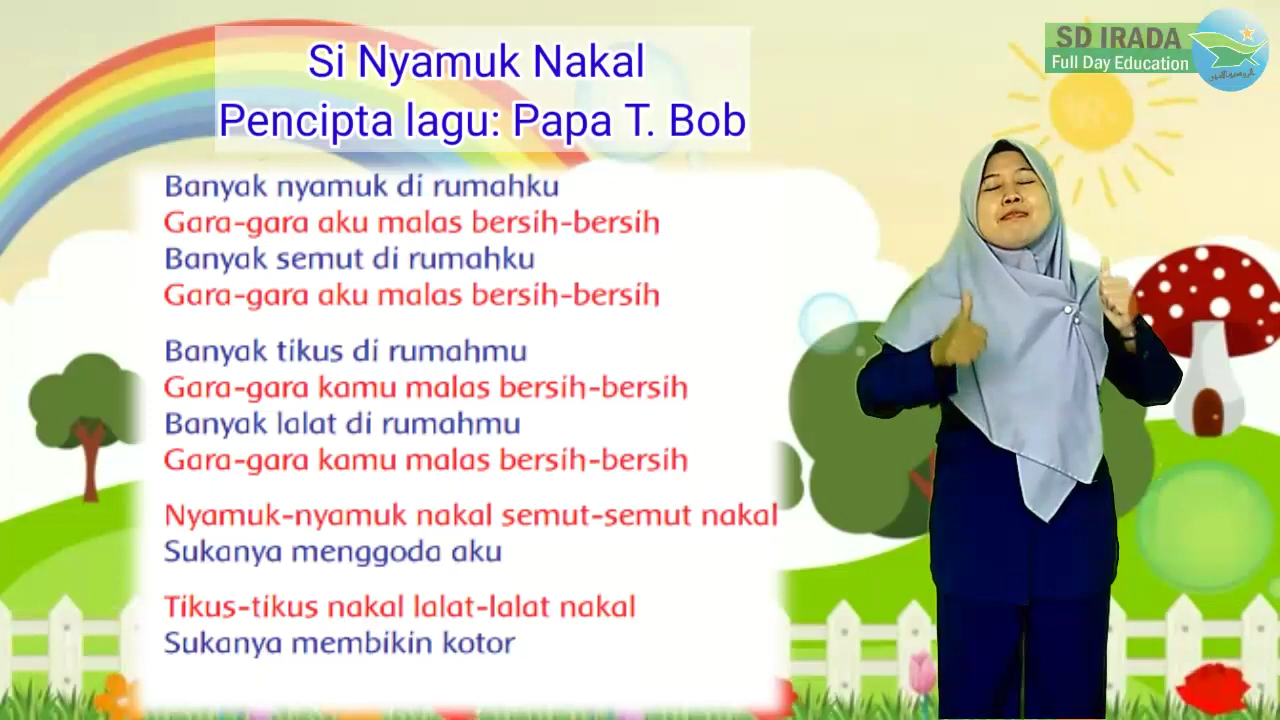 Si Nyamuk Nakal
Pencipta lagu: Papa T. Bob
SD IRADA
Full Day Education
Banyak nyamuk di rumahku
Gara-gara aku malas bersih-bersih
Banyak semut di rumahku
Gara-gara aku malas bersih-bersih
Banyak tikus di rumahmu
Gara-gara kamu malas bersih-bersih
Banyak lalat di rumahmu
Gara-gara kamu malas bersih-bersih
Nyamuk-nyamuk nakal semut-semut nakal
Sukanya menggoda aku
Tikus-tikus nakal lalat-lalat nakal
Sukanya membikin kotor